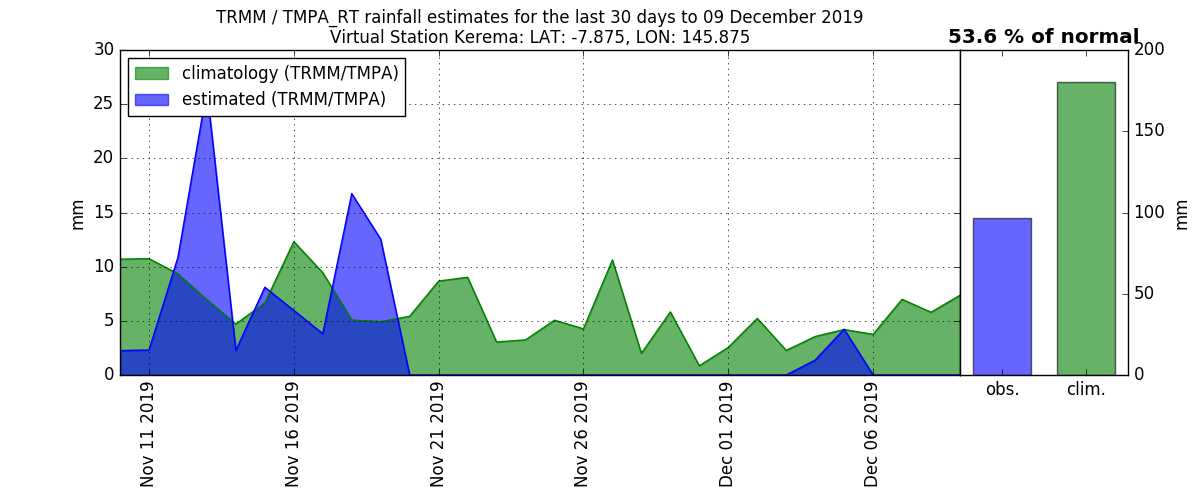 TRMM / TMPA_RT rainfall estimates for the last 30 days to 09 December 2019
Virtual Station Kerema: LAT: -7.875, LON: 145.875
53.6 % of normal
climatology (TRMM/TMPA)
estimated (TRMM/TMPA)
30
25
20
15
10
5
0
mm
Nov 11 2019
Nov 16 2019
Nov 21 2019
Nov 26 2019
Dec 01 2019
Dec 06 2019
200
150
100
50
0
mm
obs.
clim.